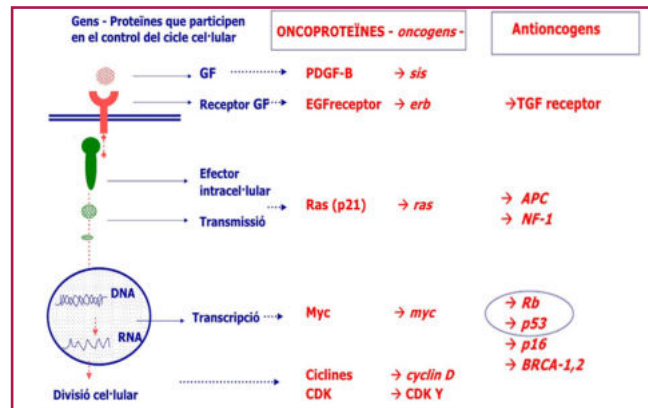 Gens - Proteïnes que participen
en el control del cicle cel·lular
ONCOPROTEÏNES - oncogens -
Antioncogens
GF
PDGF-B → sis
Receptor GF
EGFreceptor → erb
→TGF receptor
Efector
intracel·lular
Transmissió
Ras (p21) → ras
→ APC
→ NF-1
DNA
RNA
Transcripció
Myc → myc
→ Rb
→ p53
→ p16
→ BRCA-1,2
Divisió cel·lular
Ciclines → cyclin D
CDK → CDK Y